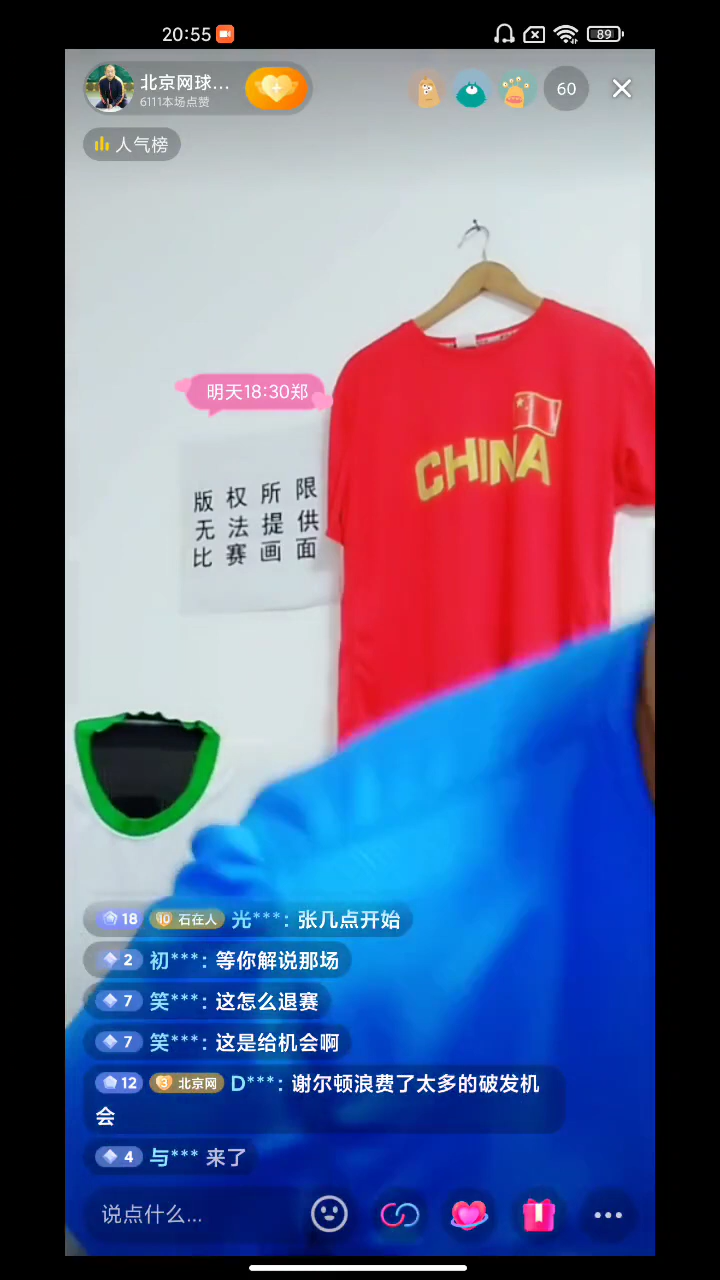 20:55
89
北京网球...
6111本场点赞
60
人气榜
明天18:30郑
CHINA
版权所限
无法提供
比赛画面
18 10 石在人 光***: 张几点开始
2 初***: 等你解说那场
7 笑***: 这怎么退赛
7 笑***: 这是给机会啊
12 3 北京网 D***: 谢尔顿浪费了太多的破发机
会
4 与*** 来了
说点什么...